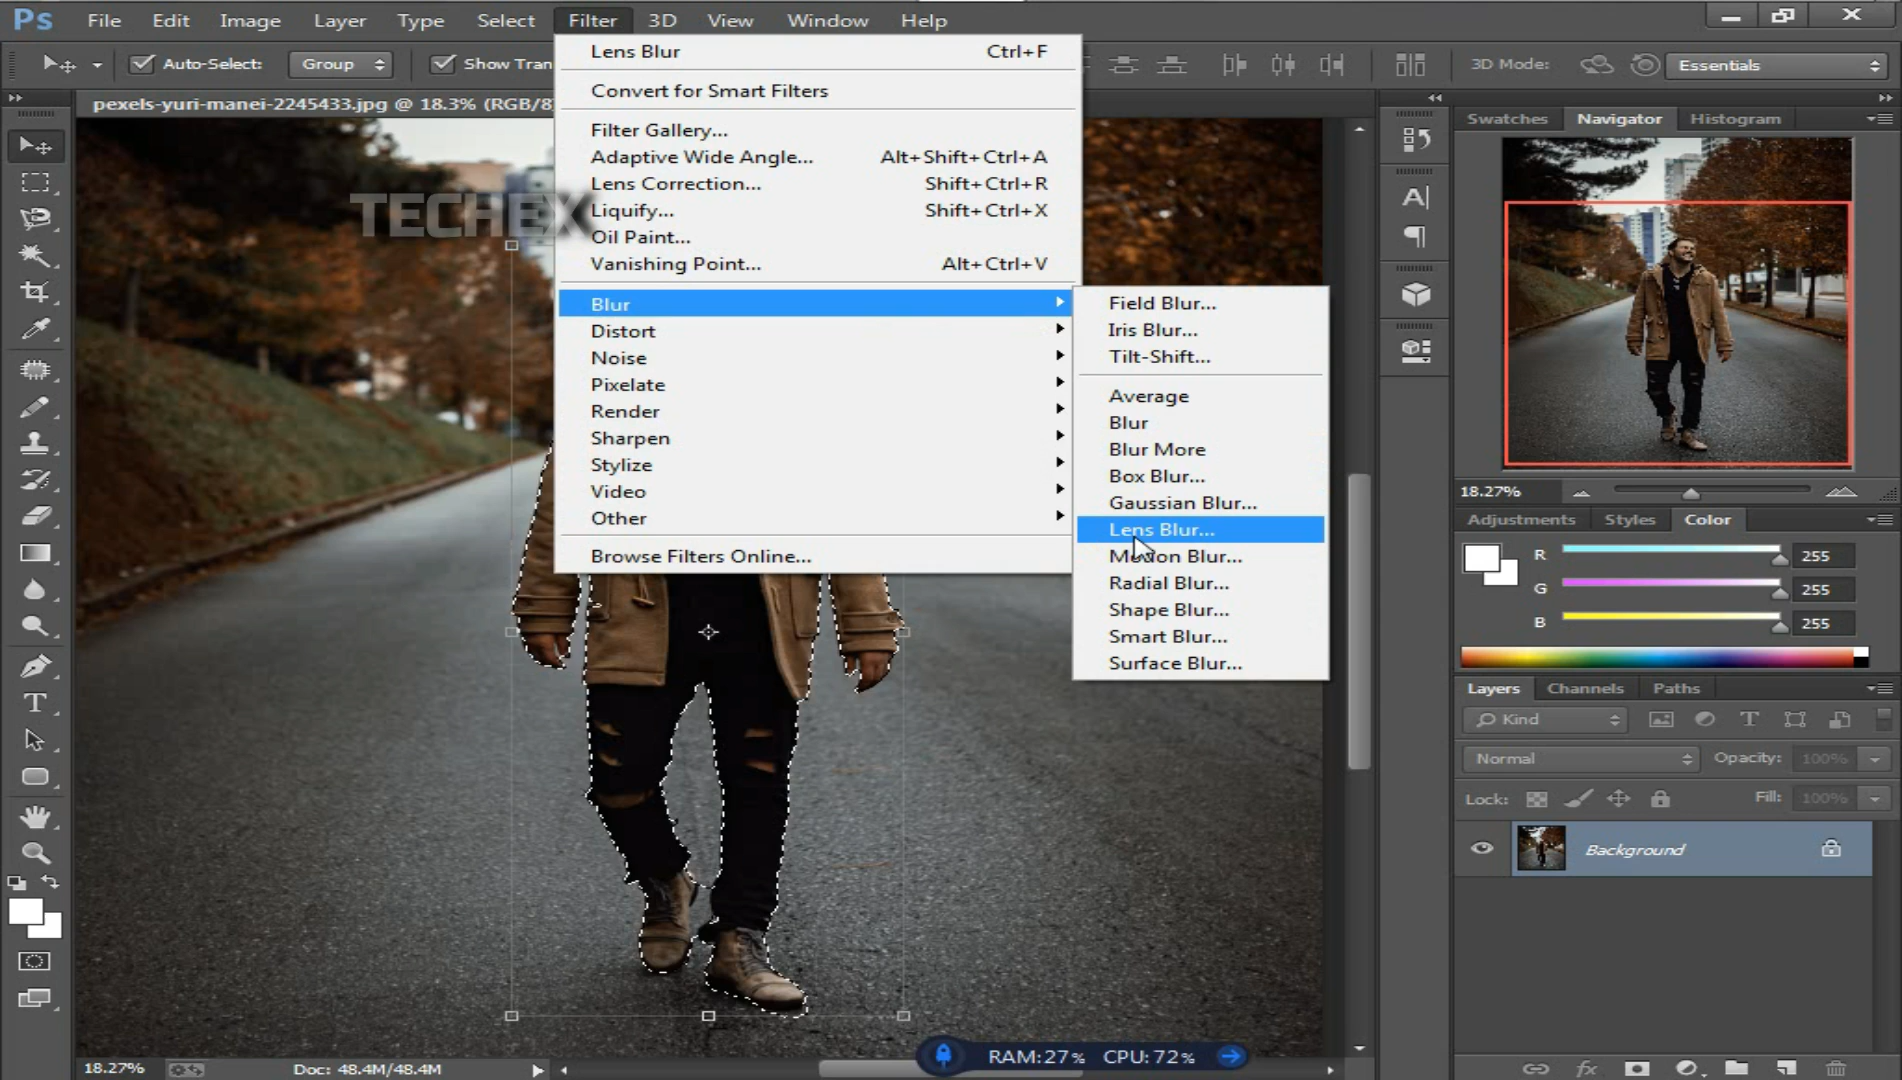 Ps File Edit Image Layer Type Select Filter 3D View Window Help
Auto-Select: Group Show Tran 3D Mode: Essentials
pexels-yuri-manei-2245433.jpg @ 18.3% (RGB/8
Lens Blur Ctrl+F
Convert for Smart Filters
Filter Gallery...
Adaptive Wide Angle... Alt+Shift+Ctrl+A
Lens Correction... Shift+Ctrl+R
Liquify... Shift+Ctrl+X
Oil Paint...
Vanishing Point... Alt+Ctrl+V
Blur
Distort
Noise
Pixelate
Render
Sharpen
Stylize
Video
Other
Browse Filters Online...
Field Blur...
Iris Blur...
Tilt-Shift...
Average
Blur
Blur More
Box Blur...
Gaussian Blur...
Lens Blur...
Motion Blur...
Radial Blur...
Shape Blur...
Smart Blur...
Surface Blur...
TECHEX
Swatches Navigator Histogram
18.27%
Adjustments Styles Color
R 255
G 255
B 255
Layers Channels Paths
Kind
Normal Opacity: 100%
Lock: Fill: 100%
Background
18.27% Doc: 48.4M/48.4M
RAM:27% CPU:72%